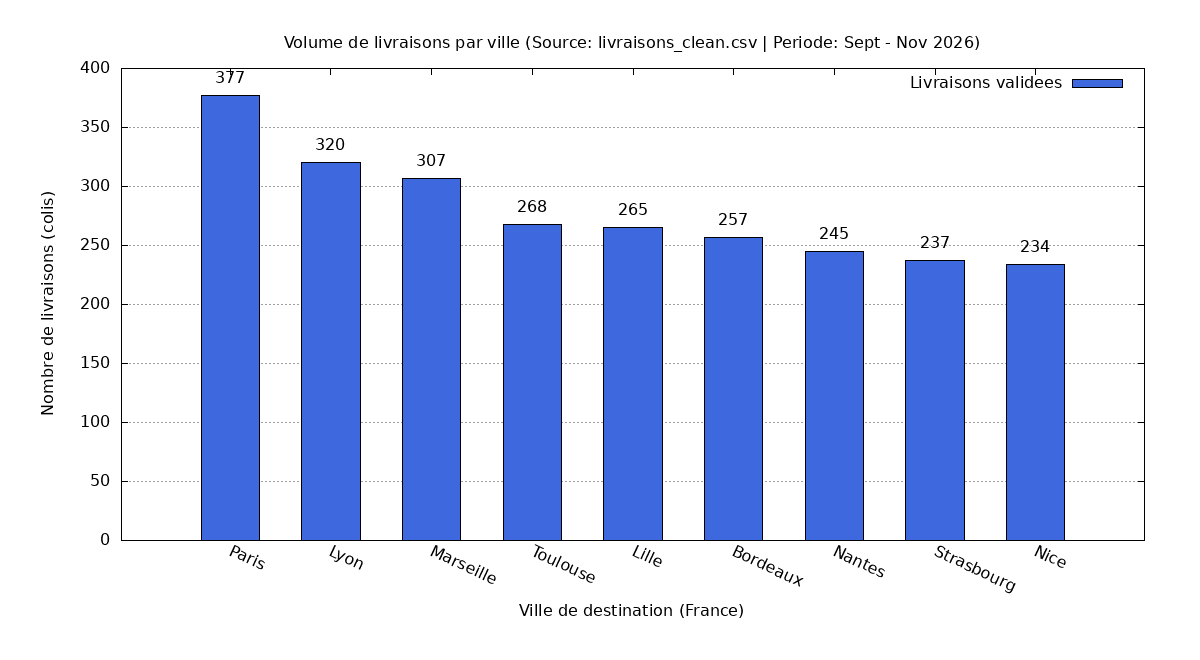 Volume de livraisons par ville (Source: livraisons_clean.csv | Periode: Sept - Nov 2026)
Livraisons validees
Nombre de livraisons (colis)
400
350
300
250
200
150
100
50
0
377
320
307
268
265
257
245
237
234
Paris
Lyon
Marseille
Toulouse
Lille
Bordeaux
Nantes
Strasbourg
Nice
Ville de destination (France)